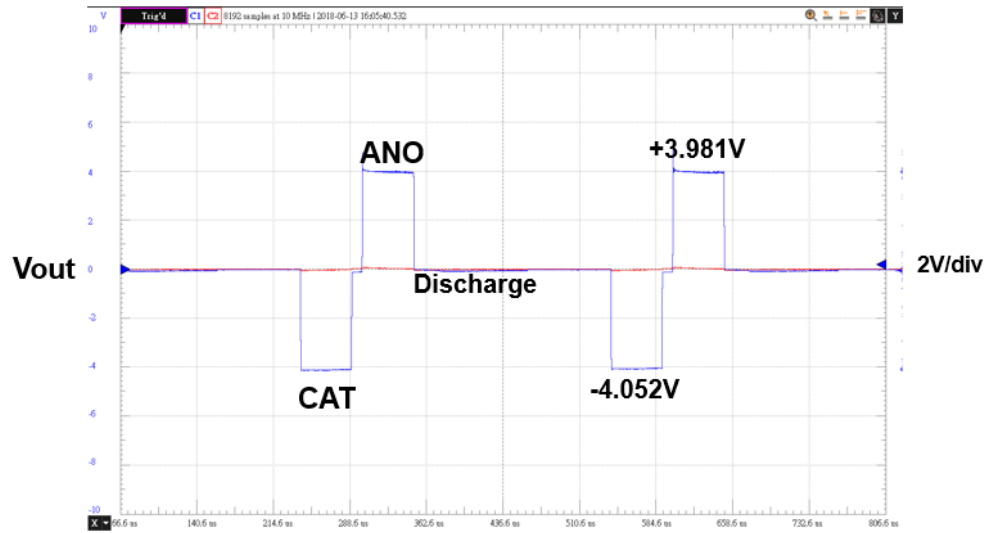 V Trig'd C1 C2 8192 samples at 10 MHz | 2018-06-13 16:05:40.532 Y
10
8
6
ANO +3.981V
4
2
Vout 0 2V/div
Discharge
-2
-4
CAT -4.052V
-6
-8
-10
X 66.6 us 140.6 us 214.6 us 288.6 us 362.6 us 436.6 us 510.6 us 584.6 us 658.6 us 732.6 us 806.6 us